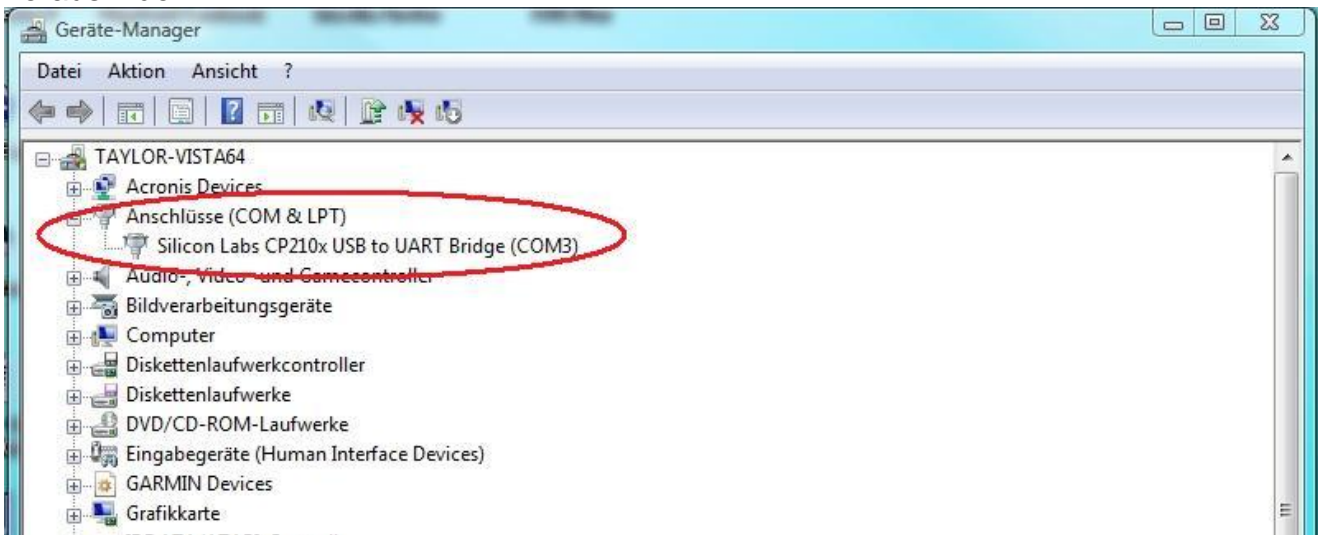 Geräte-Manager
Datei Aktion Ansicht ?
TAYLOR-VISTA64
Acronis Devices
Anschlüsse (COM & LPT)
Silicon Labs CP210x USB to UART Bridge (COM3)
Audio-, Video- und Gamecontroller
Bildverarbeitungsgeräte
Computer
Diskettenlaufwerkcontroller
Diskettenlaufwerke
DVD/CD-ROM-Laufwerke
Eingabegeräte (Human Interface Devices)
GARMIN Devices
Grafikkarte